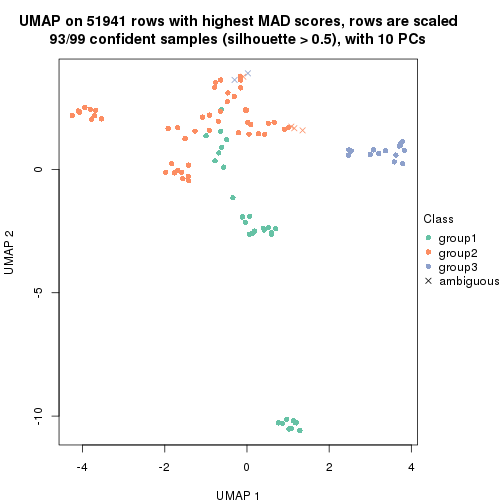 UMAP on 51941 rows with highest MAD scores, rows are scaled
93/99 confident samples (silhouette > 0.5), with 10 PCs
0
-5
-10
UMAP 2
-4
-2
0
2
4
UMAP 1
Class
group1
group2
group3
ambiguous